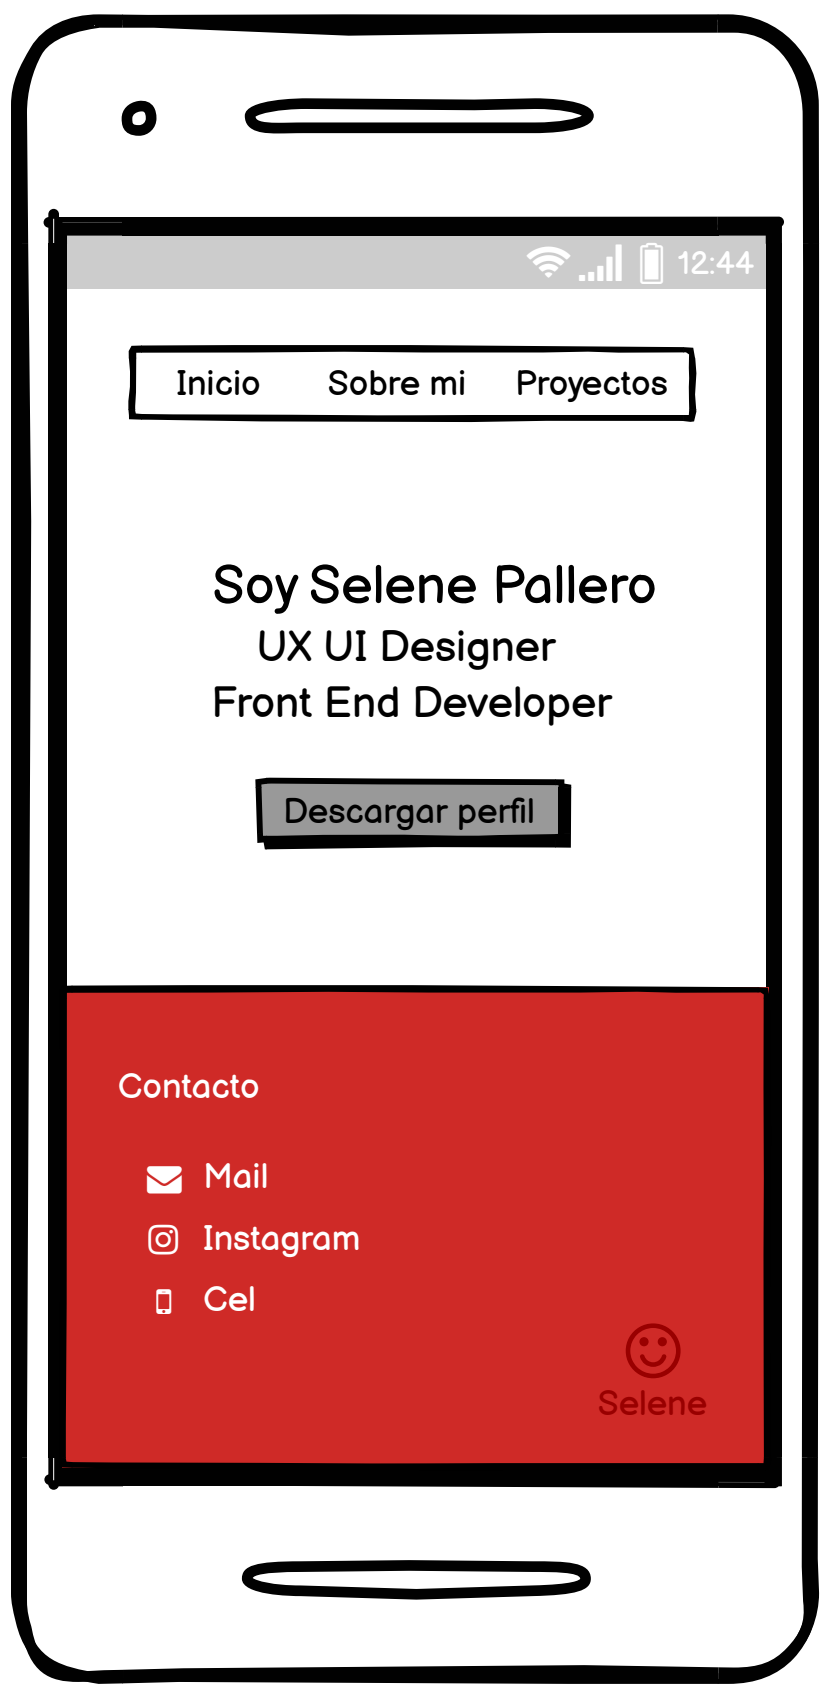 12:44
Inicio Sobre mi Proyectos
Soy Selene Pallero
UX UI Designer
Front End Developer
Descargar perfil
Contacto
Mail
Instagram
Cel
Selene